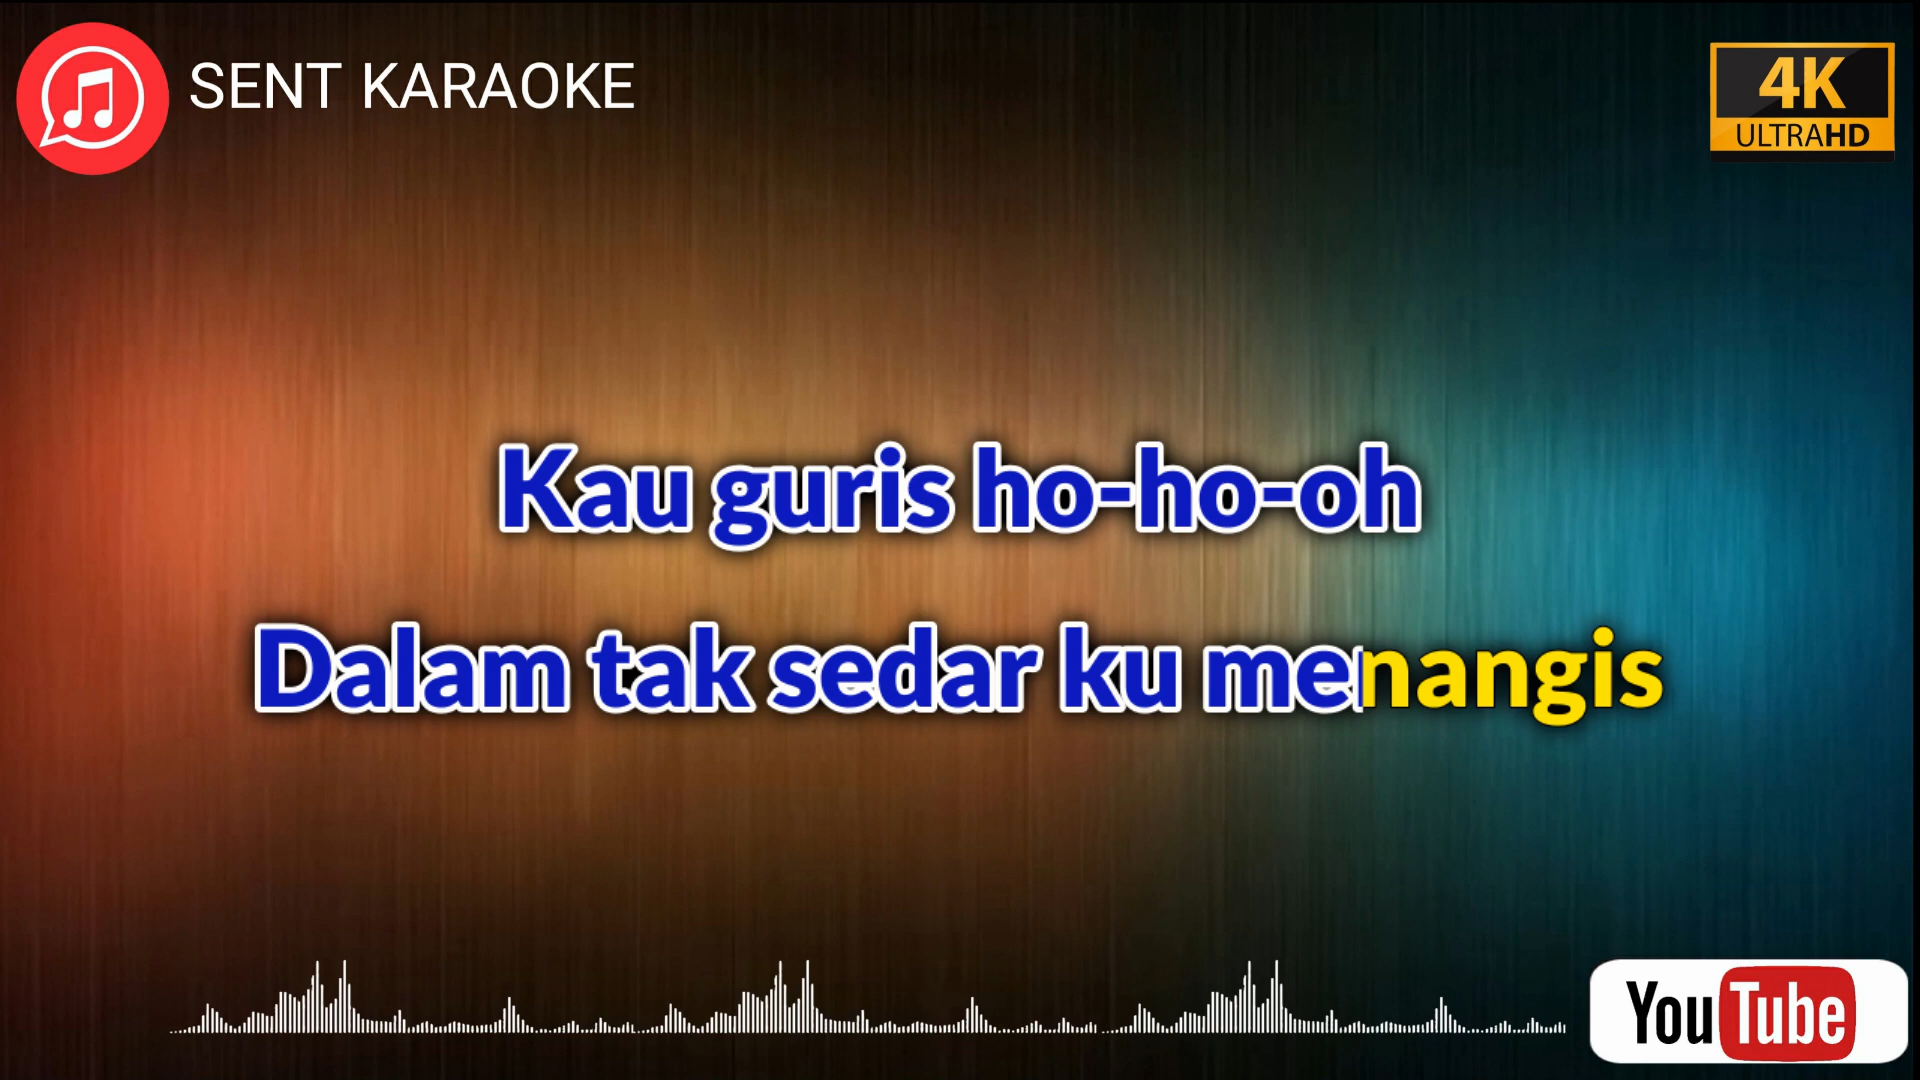 SENT KARAOKE
4K
ULTRAHD
Kau guris ho-ho-oh
Dalam tak sedar ku menangis
YouTube